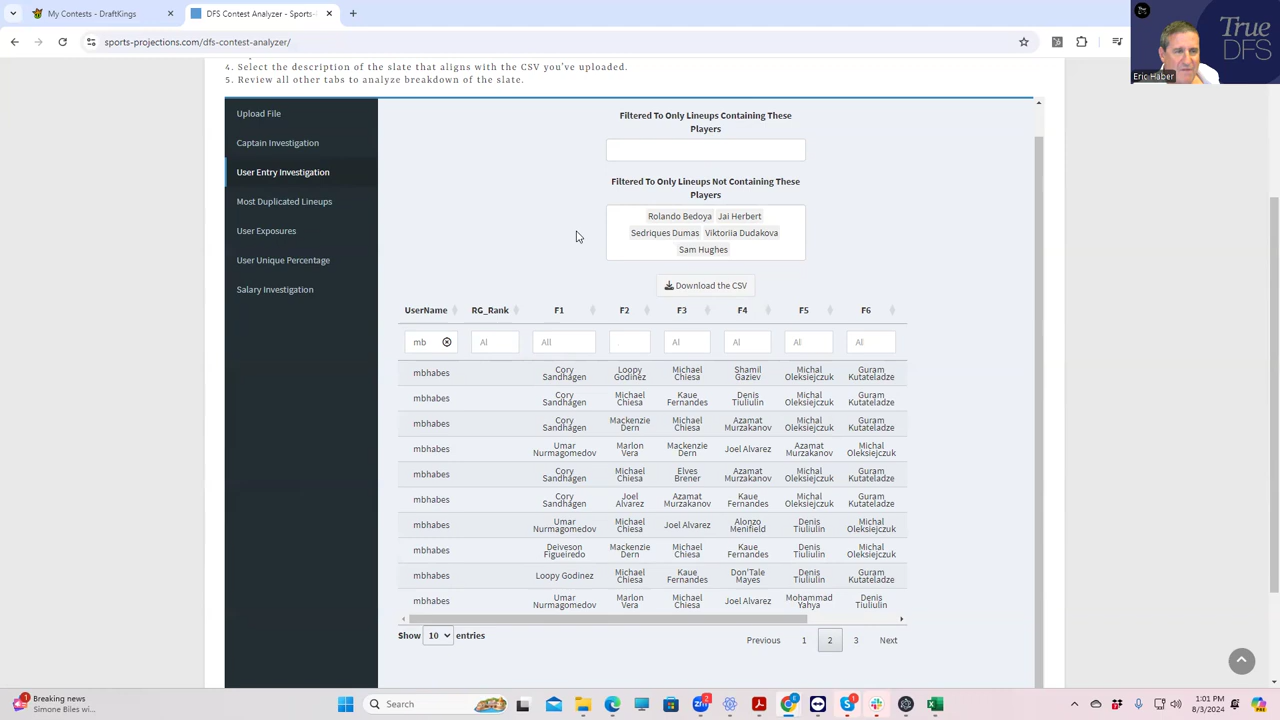 My Contests - DraftKings
DFS Contest Analyzer - Sports-
sports-projections.com/dfs-contest-analyzer/
True
DFS
True
DFS
Eric Haber
4. Select the description of the slate that aligns with the CSV you've uploaded.
5. Review all other tabs to analyze breakdown of the slate.
Upload File
Captain Investigation
User Entry Investigation
Most Duplicated Lineups
User Exposures
User Unique Percentage
Salary Investigation
Filtered To Only Lineups Containing These
Players
Filtered To Only Lineups Not Containing These
Players
Rolando Bedoya Jai Herbert
Sedriques Dumas Viktoriia Dudakova
Sam Hughes
Download the CSV
UserName RG_Rank F1 F2 F3 F4 F5 F6
mb Al All . Al Al Al Al
mbhabes Cory Sandhagen Loopy Godinez Michael Chiesa Shamil Gaziev Michal Oleksiejczuk Guram Kutateladze
mbhabes Cory Sandhagen Michael Chiesa Kaue Fernandes Denis Tiuliulin Michal Oleksiejczuk Guram Kutateladze
mbhabes Cory Sandhagen Mackenzie Dern Michael Chiesa Azamat Murzakanov Michal Oleksiejczuk Guram Kutateladze
mbhabes Umar Nurmagomedov Marlon Vera Mackenzie Dern Joel Alvarez Azamat Murzakanov Michal Oleksiejczuk
mbhabes Cory Sandhagen Michael Chiesa Elves Brener Azamat Murzakanov Michal Oleksiejczuk Guram Kutateladze
mbhabes Cory Sandhagen Joel Alvarez Azamat Murzakanov Kaue Fernandes Michal Oleksiejczuk Guram Kutateladze
mbhabes Umar Nurmagomedov Michael Chiesa Joel Alvarez Alonzo Menifield Denis Tiuliulin Michal Oleksiejczuk
mbhabes Deiveson Figueiredo Mackenzie Dern Michael Chiesa Kaue Fernandes Denis Tiuliulin Michal Oleksiejczuk
mbhabes Loopy Godinez Michael Chiesa Kaue Fernandes Don'Tale Mayes Denis Tiuliulin Guram Kutateladze
mbhabes Umar Nurmagomedov Marlon Vera Michael Chiesa Joel Alvarez Mohammad Yahya Denis Tiuliulin
Show 10 entries
Previous 1 2 3 Next
Breaking news
Simone Biles wi...
Search
1:01 PM
8/3/2024